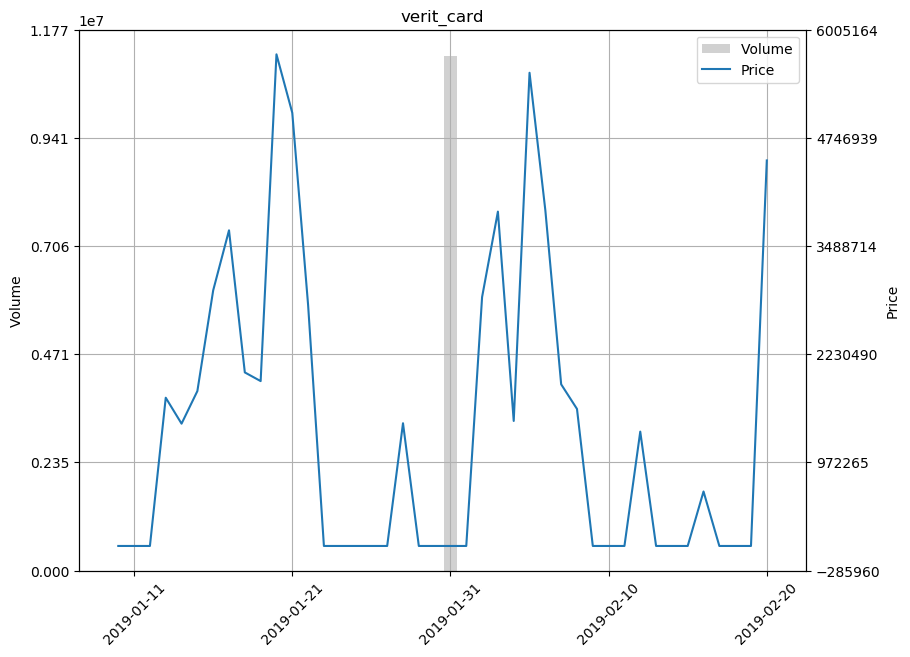 verit_card
1e7
1.177
0.941
0.706
0.471
0.235
0.000
Volume
6005164
4746939
3488714
2230490
972265
−285960
Price
Volume
Price
2019-01-11
2019-01-21
2019-01-31
2019-02-10
2019-02-20